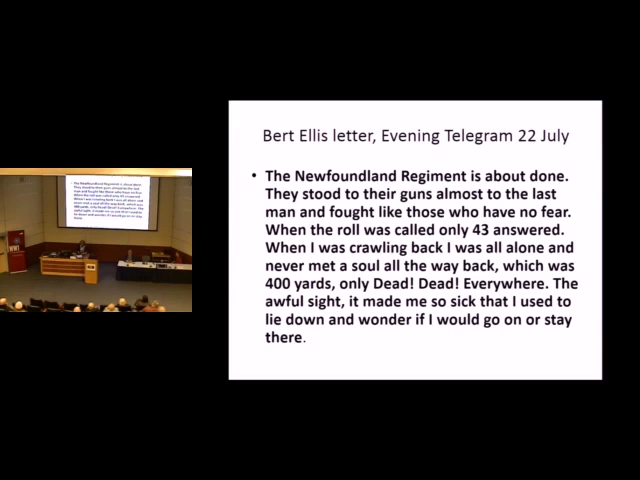 Bert Ellis letter, Evening Telegram 22 July
• The Newfoundland Regiment is about done.
They stood to their guns almost to the last
man and fought like those who have no fear.
When the roll was called only 43 answered.
When I was crawling back I was all alone and
never met a soul all the way back, which was
400 yards, only Dead! Dead! Everywhere. The
awful sight, it made me so sick that I used to
lie down and wonder if I would go on or stay
there.